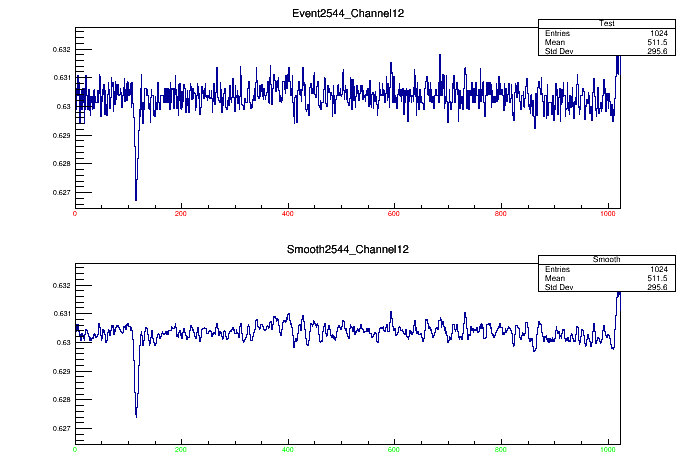 Event2544_Channel12
Test
Entries 1024
Mean 511.5
Std Dev 295.6
0.632
0.631
0.63
0.629
0.628
0.627
0 200 400 600 800 1000
Smooth2544_Channel12
Smooth
Entries 1024
Mean 511.5
Std Dev 295.6
0.632
0.631
0.63
0.629
0.628
0.627
0 200 400 600 800 1000